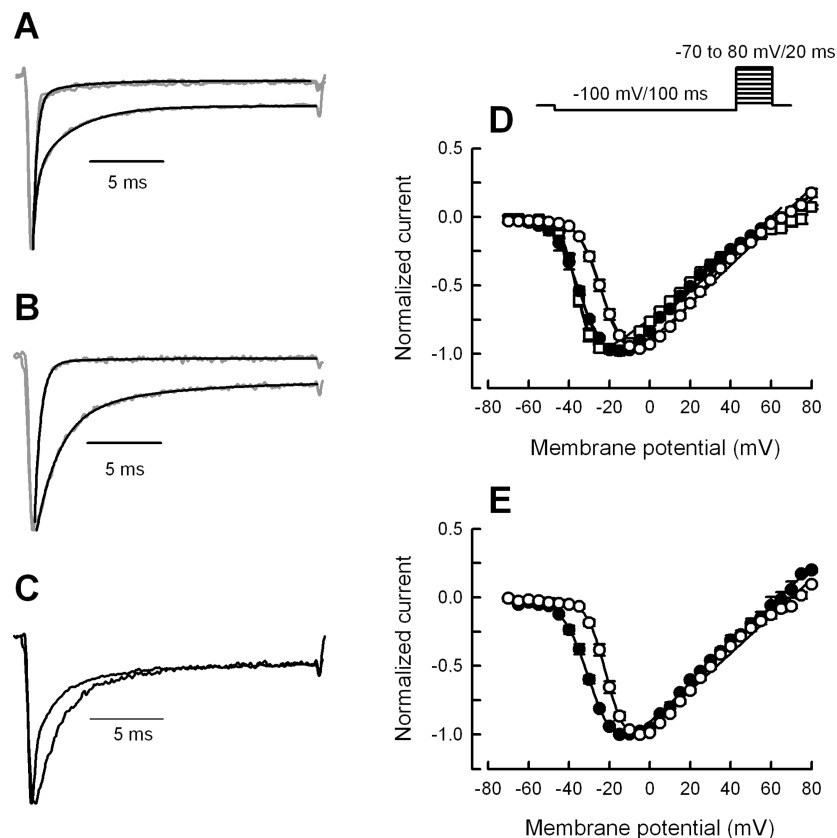 A
5 ms
B
5 ms
C
5 ms
-70 to 80 mV/20 ms
-100 mV/100 ms
D
0.5
0.0
-0.5
-1.0
Normalized current
-80 -60 -40 -20 0 20 40 60 80
Membrane potential (mV)
E
0.5
0.0
-0.5
-1.0
Normalized current
-80 -60 -40 -20 0 20 40 60 80
Membrane potential (mV)